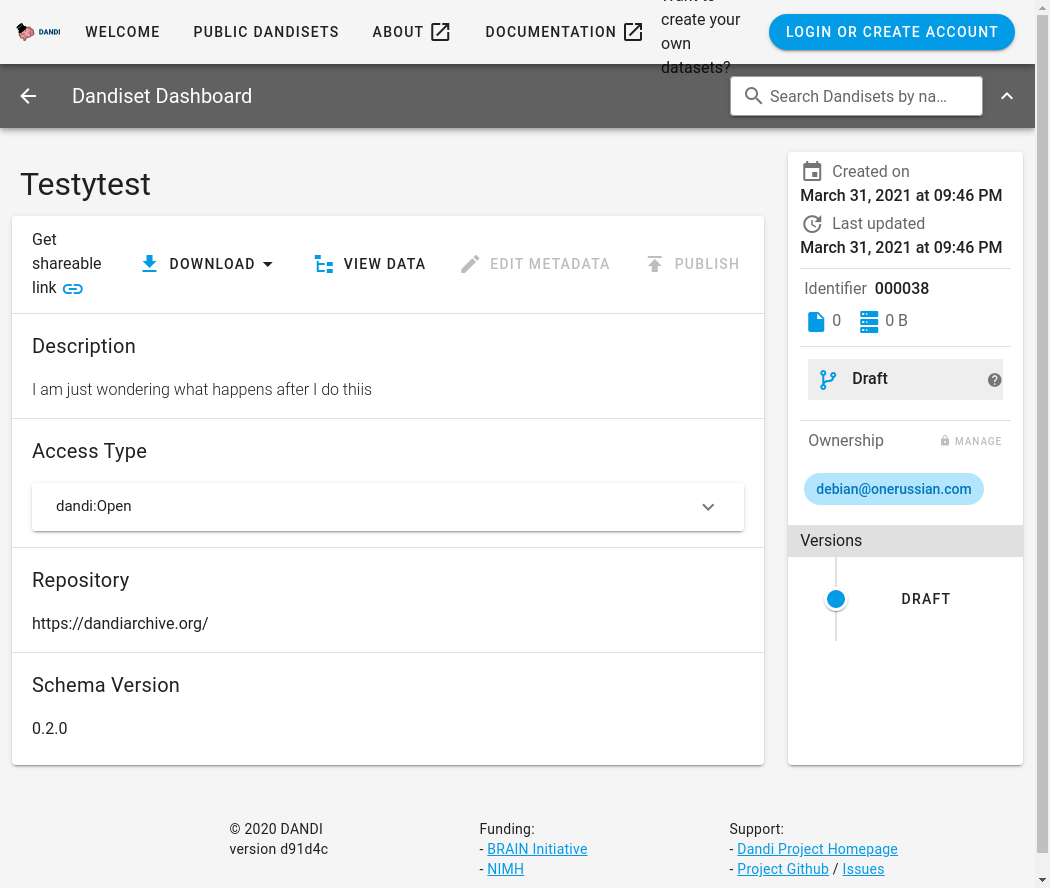 DANDI
WELCOME
PUBLIC DANDISETS
ABOUT
DOCUMENTATION
create your
own
datasets?
LOGIN OR CREATE ACCOUNT
Dandiset Dashboard
Search Dandisets by na...
Testytest
Get
shareable
link
DOWNLOAD
VIEW DATA
EDIT METADATA
PUBLISH
Description
I am just wondering what happens after I do thiis
Access Type
dandi:Open
Repository
https://dandiarchive.org/
Schema Version
0.2.0
Created on
March 31, 2021 at 09:46 PM
Last updated
March 31, 2021 at 09:46 PM
Identifier 000038
0
0 B
Draft
Ownership
MANAGE
debian@onerussian.com
Versions
DRAFT
© 2020 DANDI
version d91d4c
Funding:
- BRAIN Initiative
- NIMH
Support:
- Dandi Project Homepage
- Project Github / Issues